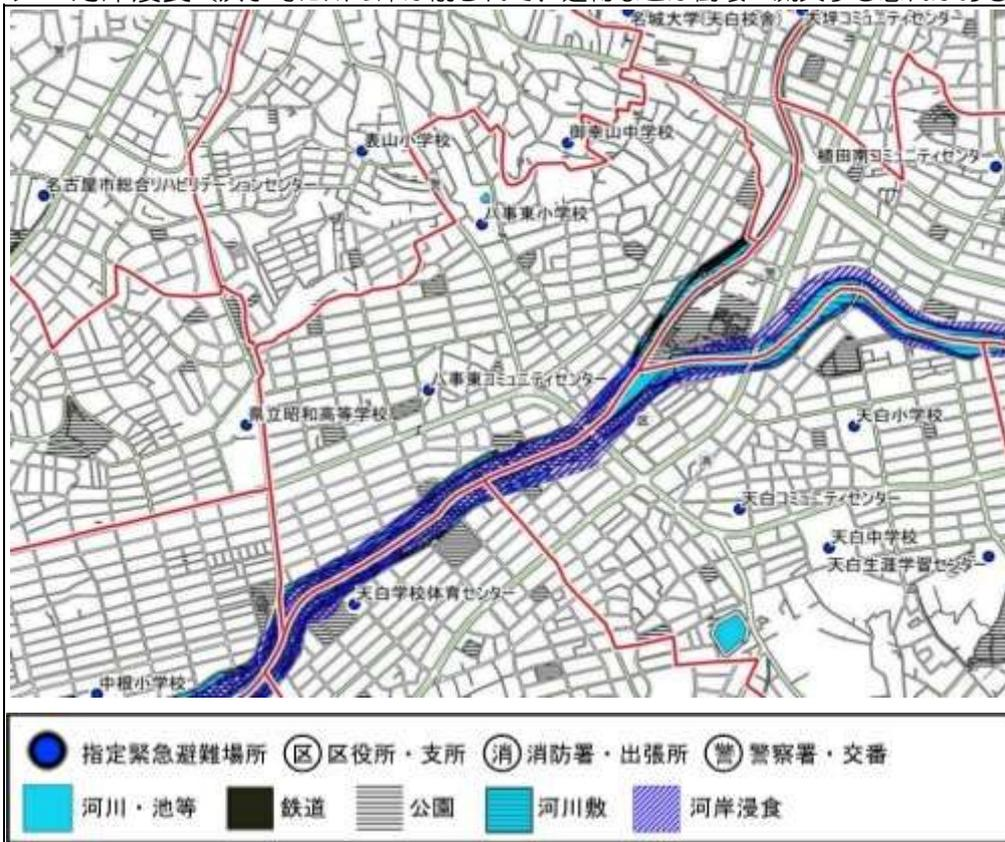 名城大学(天白校舎)
天坪コミュニティセンター
表山小学校
御幸山中学校
植田南コミュニティセンター
名古屋市総合リハビリテーションセンター
八事東小学校
八事東コミュニティセンター
県立昭和高等学校
天白小学校
区
消
天白コミュニティセンター
天白中学校
天白生涯学習センター
天白学校体育センター
中根小学校
指定緊急避難場所 区 区役所・支所 消 消防署・出張所 警 警察署・交番
河川・池等 鉄道 公園 河川敷 河岸浸食